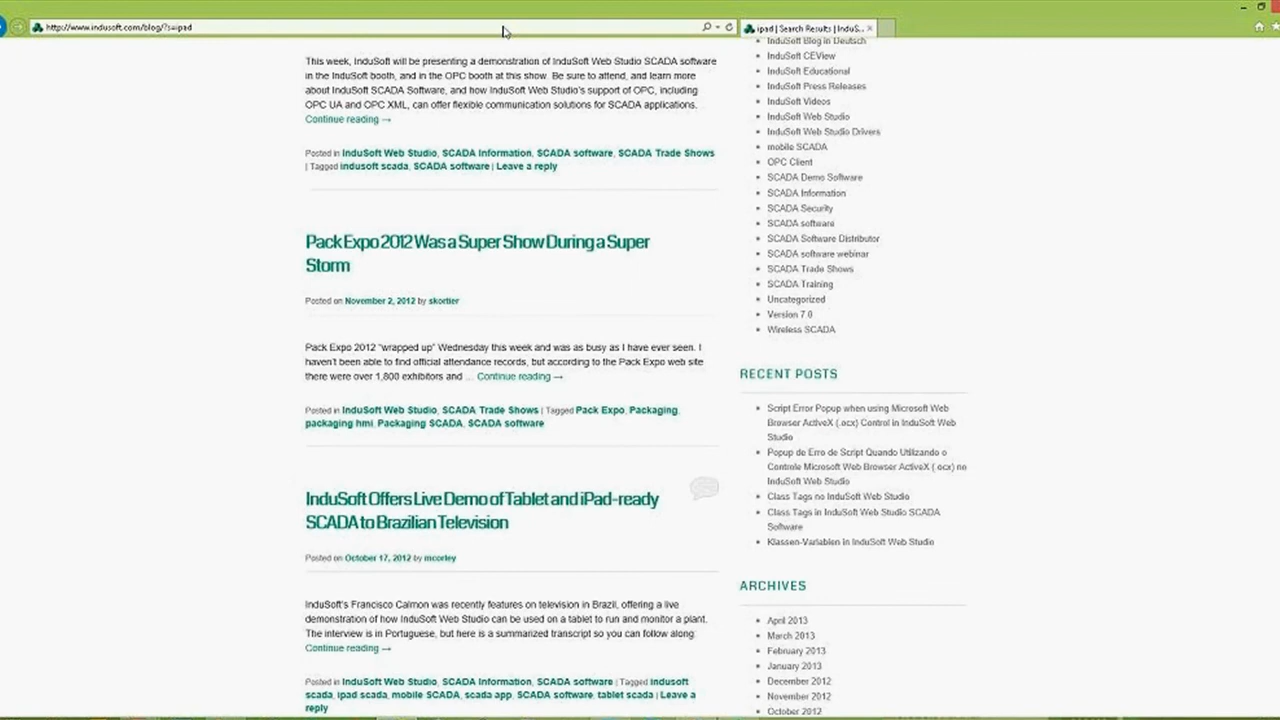 http://www.indusoft.com/blog/?s=ipad
ipad | Search Results | InduS...
This week, InduSoft will be presenting a demonstration of InduSoft Web Studio SCADA software
in the InduSoft booth, and in the OPC booth at this show. Be sure to attend, and learn more
about InduSoft SCADA Software, and how InduSoft Web Studio's support of OPC, including
OPC UA and OPC XML, can offer flexible communication solutions for SCADA applications.
Continue reading →
Posted in InduSoft Web Studio, SCADA Information, SCADA software, SCADA Trade Shows
| Tagged indusoft scada, SCADA software | Leave a reply
Pack Expo 2012 Was a Super Show During a Super
Storm
Posted on November 2, 2012 by skortier
Pack Expo 2012 "wrapped up" Wednesday this week and was as busy as I have ever seen. I
haven't been able to find official attendance records, but according to the Pack Expo web site
there were over 1,800 exhibitors and … Continue reading →
Posted in InduSoft Web Studio, SCADA Trade Shows | Tagged Pack Expo, Packaging,
packaging hmi, Packaging SCADA, SCADA software
InduSoft Offers Live Demo of Tablet and iPad-ready
SCADA to Brazilian Television
Posted on October 17, 2012 by mcorley
InduSoft's Francisco Calmon was recently features on television in Brazil, offering a live
demonstration of how InduSoft Web Studio can be used on a tablet to run and monitor a plant.
The interview is in Portuguese, but here is a summarized transcript so you can follow along:
Continue reading →
Posted in InduSoft Web Studio, SCADA Information, SCADA software | Tagged indusoft
scada, ipad scada, mobile SCADA, scada app, SCADA software, tablet scada | Leave a
reply
InduSoft Blog in Deutsch
InduSoft CEView
InduSoft Educational
InduSoft Press Releases
InduSoft Videos
InduSoft Web Studio
InduSoft Web Studio Drivers
mobile SCADA
OPC Client
SCADA Demo Software
SCADA Information
SCADA Security
SCADA software
SCADA Software Distributor
SCADA software webinar
SCADA Trade Shows
SCADA Training
Uncategorized
Version 7.0
Wireless SCADA
RECENT POSTS
Script Error Popup when using Microsoft Web
Browser ActiveX (.ocx) Control in InduSoft Web
Studio
Popup de Erro de Script Quando Utilizando o
Controle Microsoft Web Browser ActiveX (.ocx) no
InduSoft Web Studio
Class Tags no InduSoft Web Studio
Class Tags in InduSoft Web Studio SCADA
Software
Klassen-Variablen in InduSoft Web Studio
ARCHIVES
April 2013
March 2013
February 2013
January 2013
December 2012
November 2012
October 2012